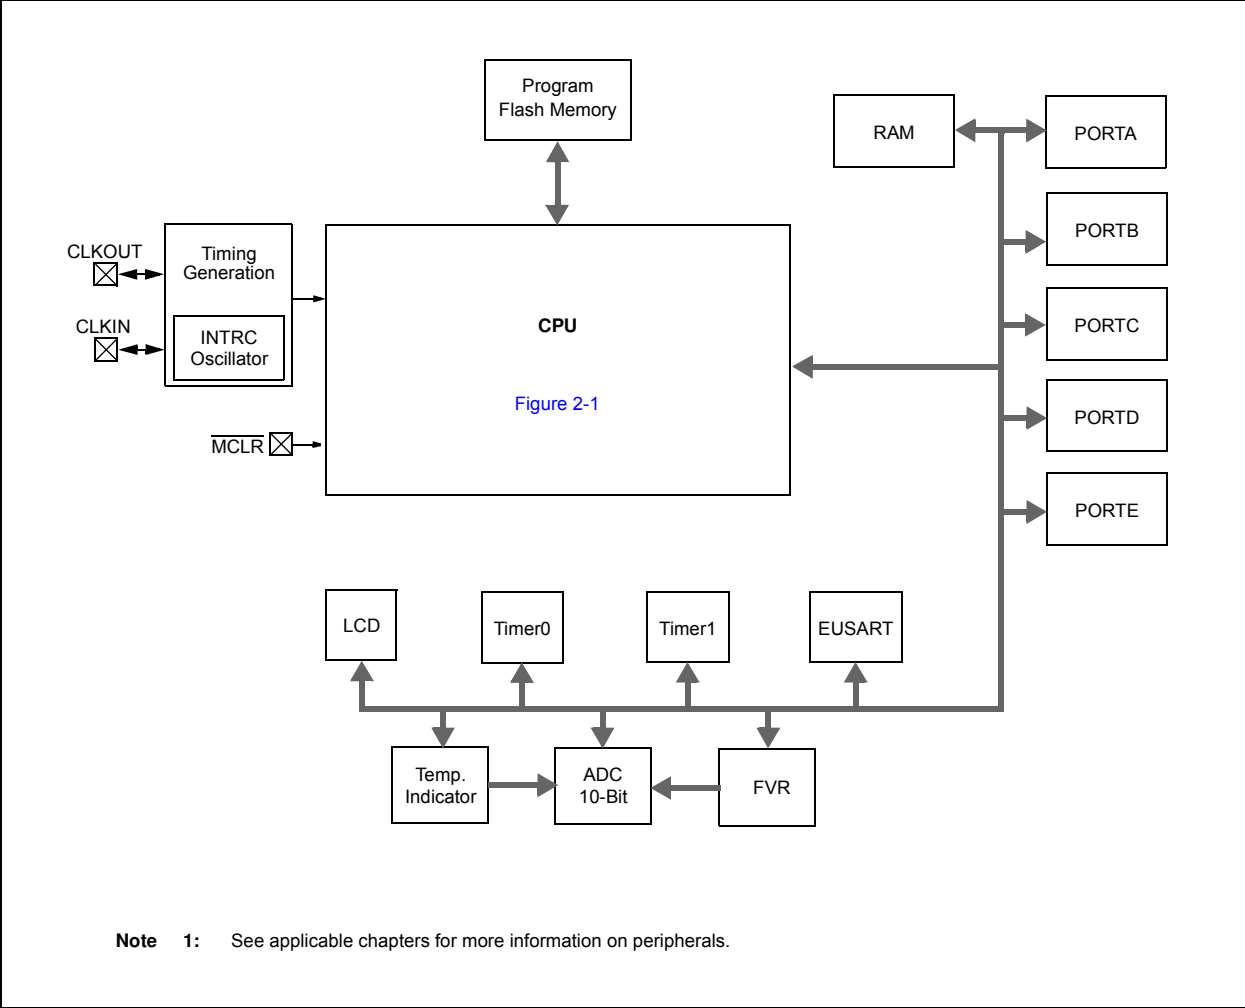 Program
Flash Memory
RAM
PORTA
PORTB
CLKOUT
Timing
Generation
CLKIN
INTRC
Oscillator
CPU
PORTC
Figure 2-1
PORTD
MCLR
PORTE
LCD
Timer0
Timer1
EUSART
Temp.
Indicator
ADC
10-Bit
FVR
Note 1: See applicable chapters for more information on peripherals.